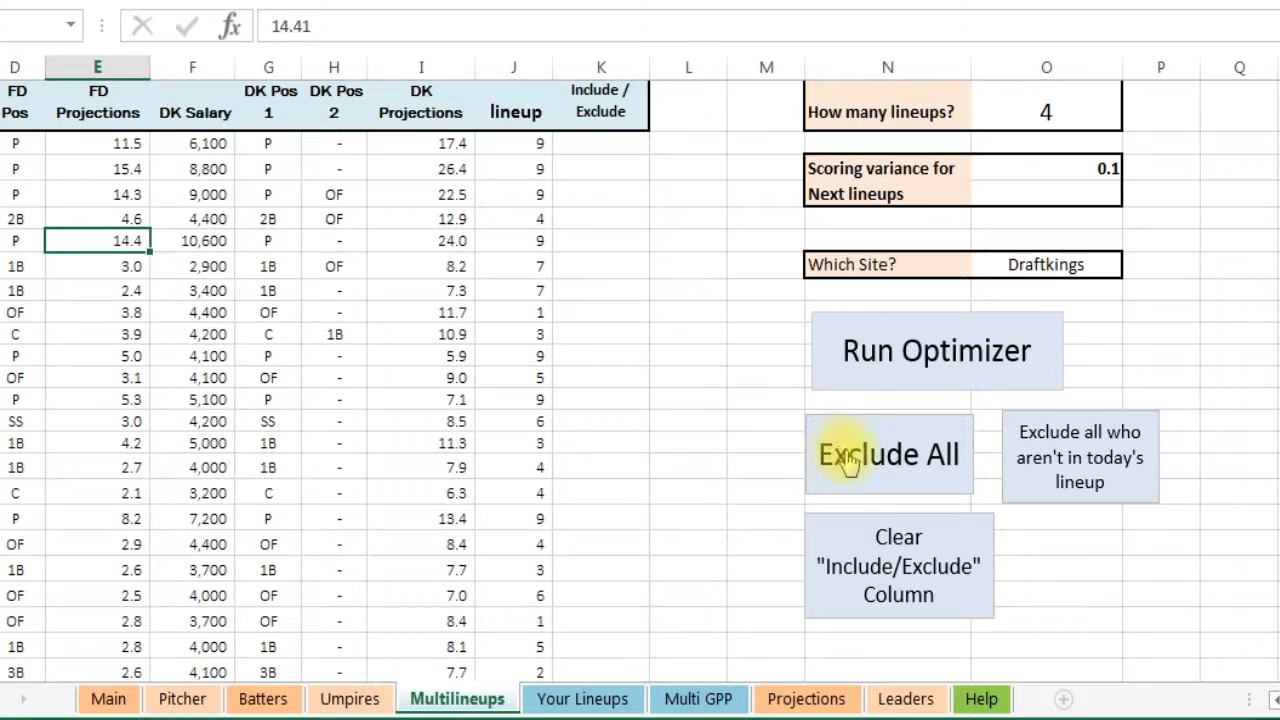 fx 14.41
D E F G H I J K L M N O P Q
FD Pos FD Projections DK Salary DK Pos 1 DK Pos 2 DK Projections lineup Include / Exclude
P 11.5 6,100 P - 17.4 9
P 15.4 8,800 P - 26.4 9
P 14.3 9,000 P OF 22.5 9
2B 4.6 4,400 2B OF 12.9 4
P 14.4 10,600 P - 24.0 9
1B 3.0 2,900 1B OF 8.2 7
1B 2.4 3,400 1B - 7.3 7
OF 3.8 4,400 OF - 11.7 1
C 3.9 4,200 C 1B 10.9 3
P 5.0 4,100 P - 5.9 9
OF 3.1 4,100 OF - 9.0 5
P 5.3 5,100 P - 7.1 9
SS 3.0 4,200 SS - 8.5 6
1B 4.2 5,000 1B - 11.3 3
1B 2.7 4,000 1B - 7.9 4
C 2.1 3,200 C - 6.3 4
P 8.2 7,200 P - 13.4 9
OF 2.9 4,400 OF - 8.4 4
1B 2.6 3,700 1B - 7.7 3
OF 2.5 4,000 OF - 7.0 6
OF 2.8 3,700 OF - 8.4 1
1B 2.8 4,000 1B - 8.1 5
3B 2.6 4,100 3B - 7.7 2
How many lineups? 4
Scoring variance for 0.1
Next lineups
Which Site? Draftkings
Run Optimizer
Exclude All
Exclude all who
aren't in today's
lineup
Clear
"Include/Exclude"
Column
Main Pitcher Batters Umpires Multilineups Your Lineups Multi GPP Projections Leaders Help